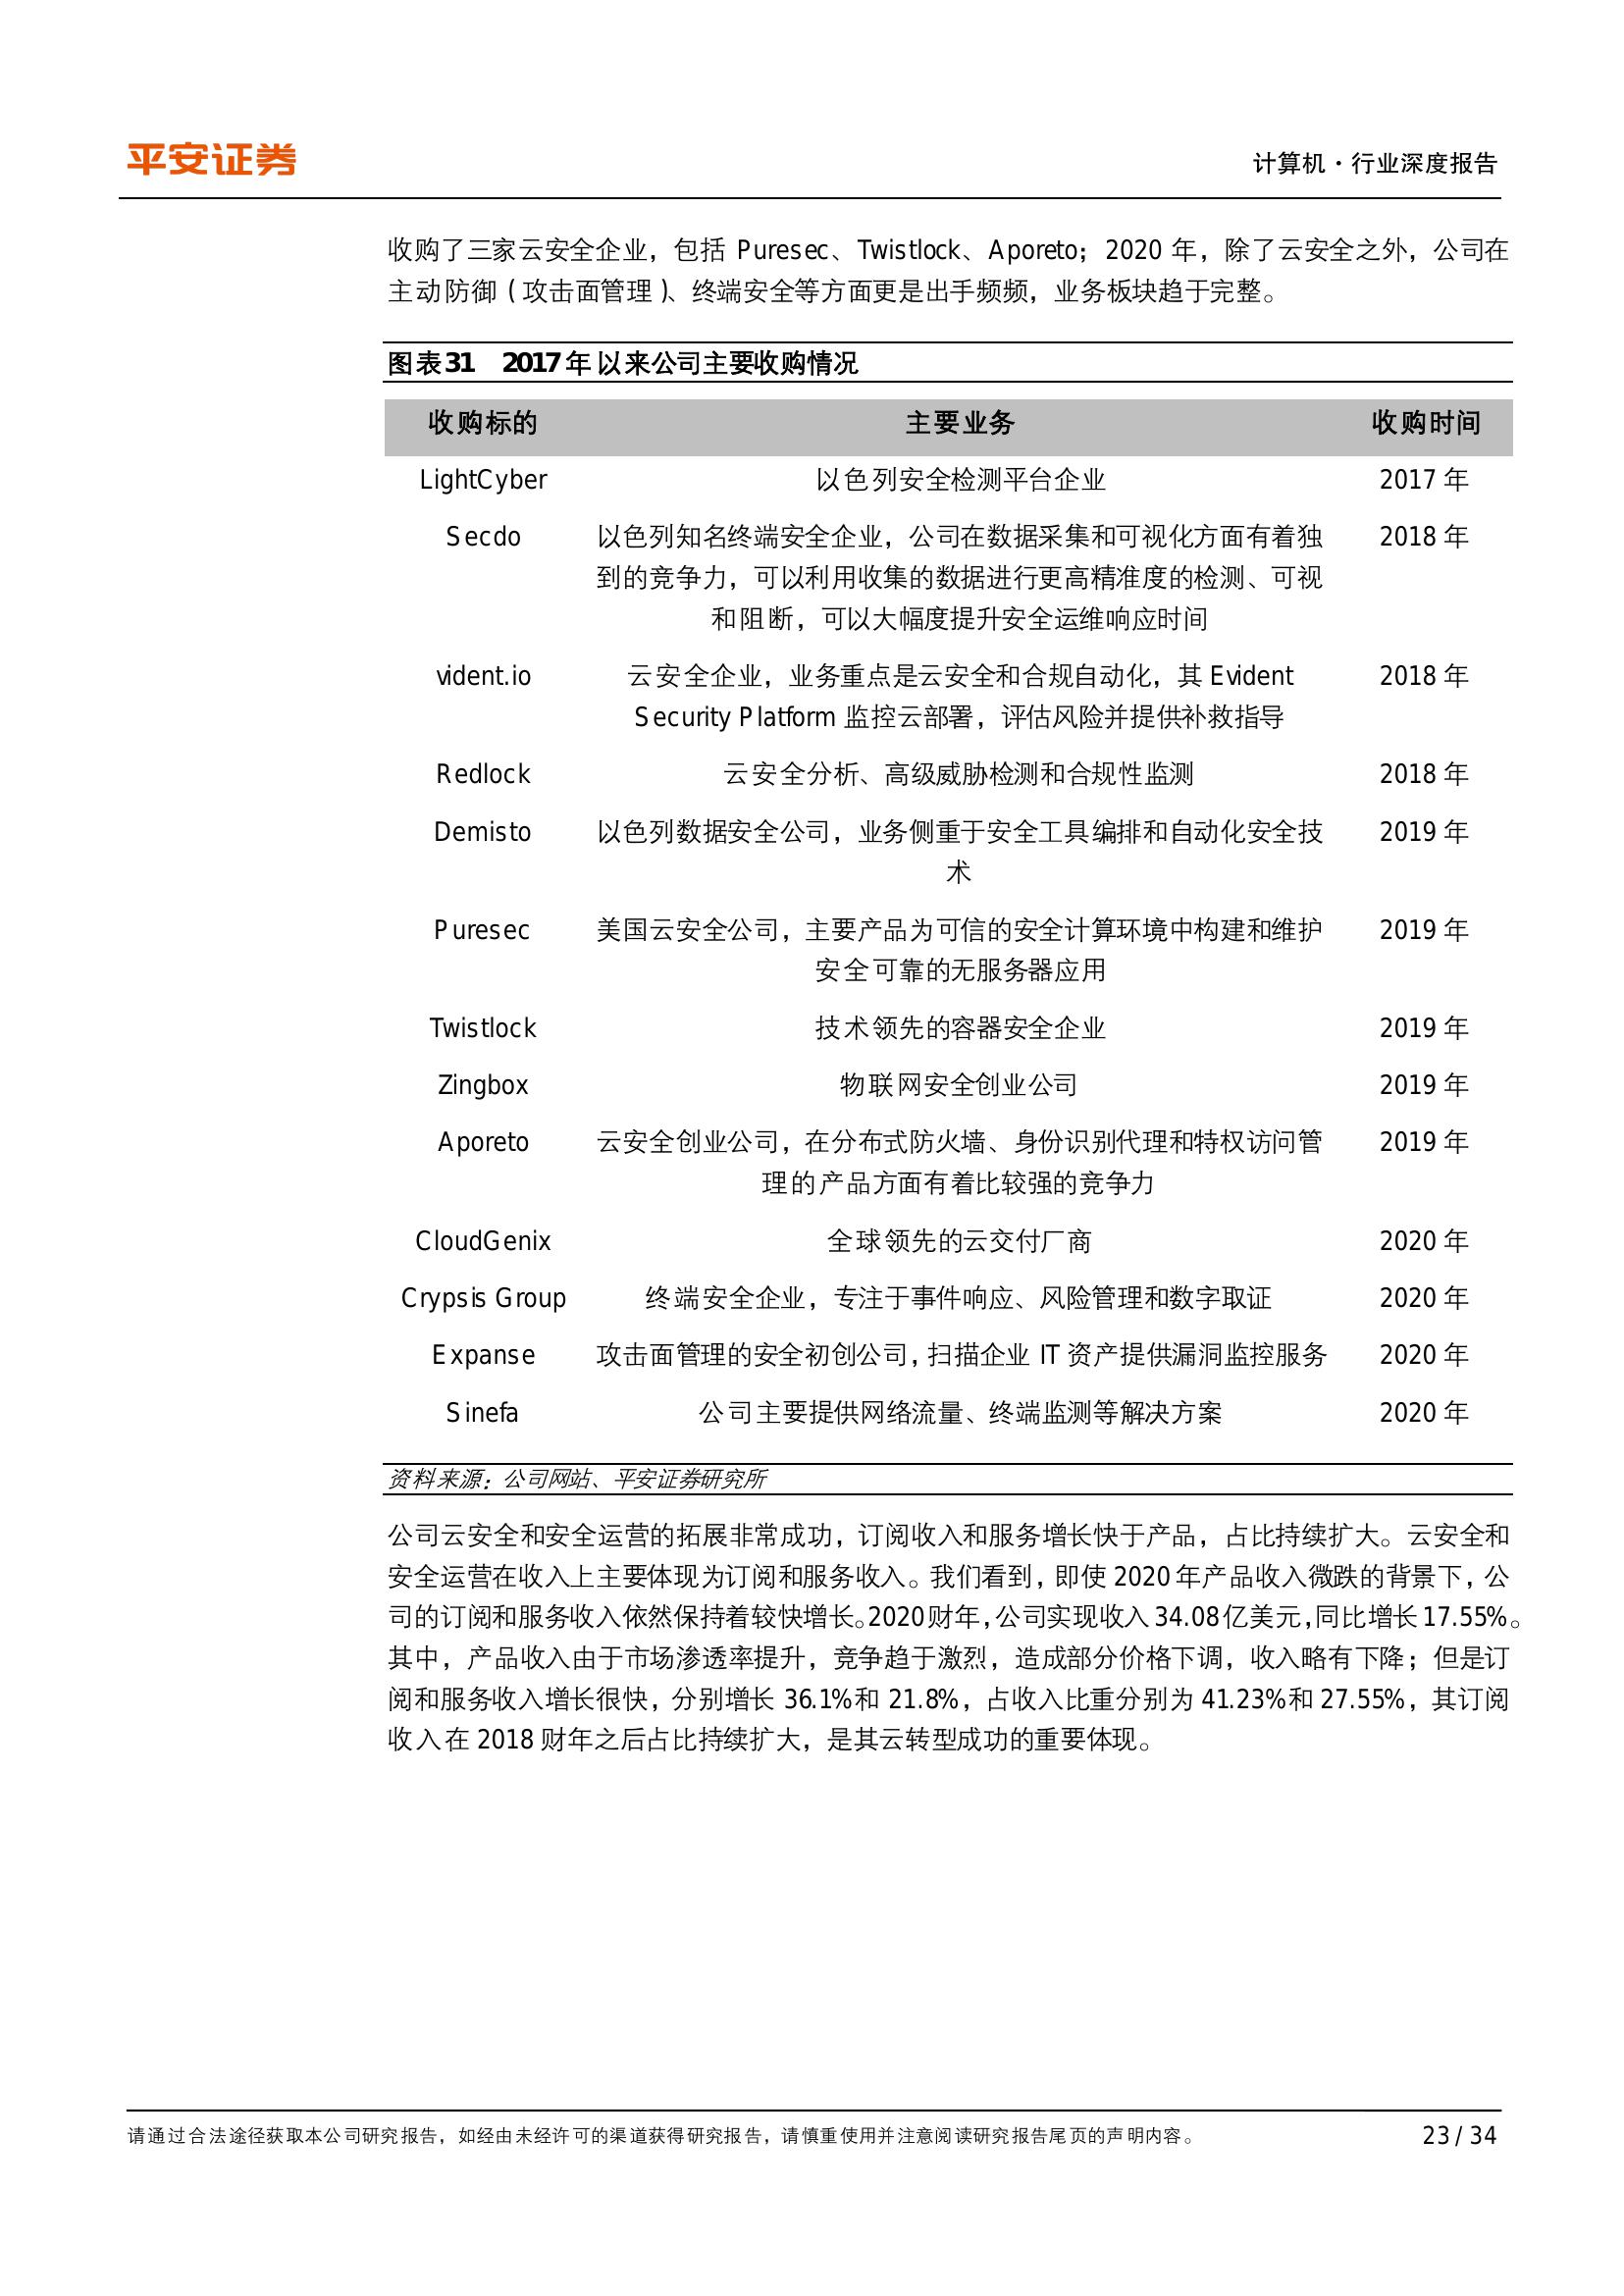 平安证券
计算机·行业深度报告
收购了三家云安全企业，包括 Puresec、Twistlock、Aporeto；2020 年，除了云安全之外，公司在
主动防御（攻击面管理）、终端安全等方面更是出手频频，业务板块趋于完整。
图表31 2017年以来公司主要收购情况
收购标的 主要业务 收购时间
LightCyber 以色列安全检测平台企业 2017 年
Secdo 以色列知名终端安全企业，公司在数据采集和可视化方面有着独 2018 年
到的竞争力，可以利用收集的数据进行更高精准度的检测、可视
和阻断，可以大幅度提升安全运维响应时间
vident.io 云安全企业，业务重点是云安全和合规自动化，其 Evident 2018 年
Security Platform 监控云部署，评估风险并提供补救指导
Redlock 云安全分析、高级威胁检测和合规性监测 2018 年
Demisto 以色列数据安全公司，业务侧重于安全工具编排和自动化安全技 2019 年
术
Puresec 美国云安全公司，主要产品为可信的安全计算环境中构建和维护 2019 年
安全可靠的无服务器应用
Twistlock 技术领先的容器安全企业 2019 年
Zingbox 物联网安全创业公司 2019 年
Aporeto 云安全创业公司，在分布式防火墙、身份识别代理和特权访问管 2019 年
理的产品方面有着比较强的竞争力
CloudGenix 全球领先的云交付厂商 2020 年
Crypsis Group 终端安全企业，专注于事件响应、风险管理和数字取证 2020 年
Expanse 攻击面管理的安全初创公司，扫描企业 IT 资产提供漏洞监控服务 2020 年
Sinefa 公司主要提供网络流量、终端监测等解决方案 2020 年
资料来源：公司网站、平安证券研究所
公司云安全和安全运营的拓展非常成功，订阅收入和服务增长快于产品，占比持续扩大。云安全和
安全运营在收入上主要体现为订阅和服务收入。我们看到，即使 2020 年产品收入微跌的背景下，公
司的订阅和服务收入依然保持着较快增长。2020 财年，公司实现收入 34.08 亿美元，同比增长 17.55%。
其中，产品收入由于市场渗透率提升，竞争趋于激烈，造成部分价格下调，收入略有下降；但是订
阅和服务收入增长很快，分别增长 36.1%和 21.8%，占收入比重分别为 41.23%和 27.55%，其订阅
收入在 2018 财年之后占比持续扩大，是其云转型成功的重要体现。
请通过合法途径获取本公司研究报告，如经由未经许可的渠道获得研究报告，请慎重使用并注意阅读研究报告尾页的声明内容。
23 / 34